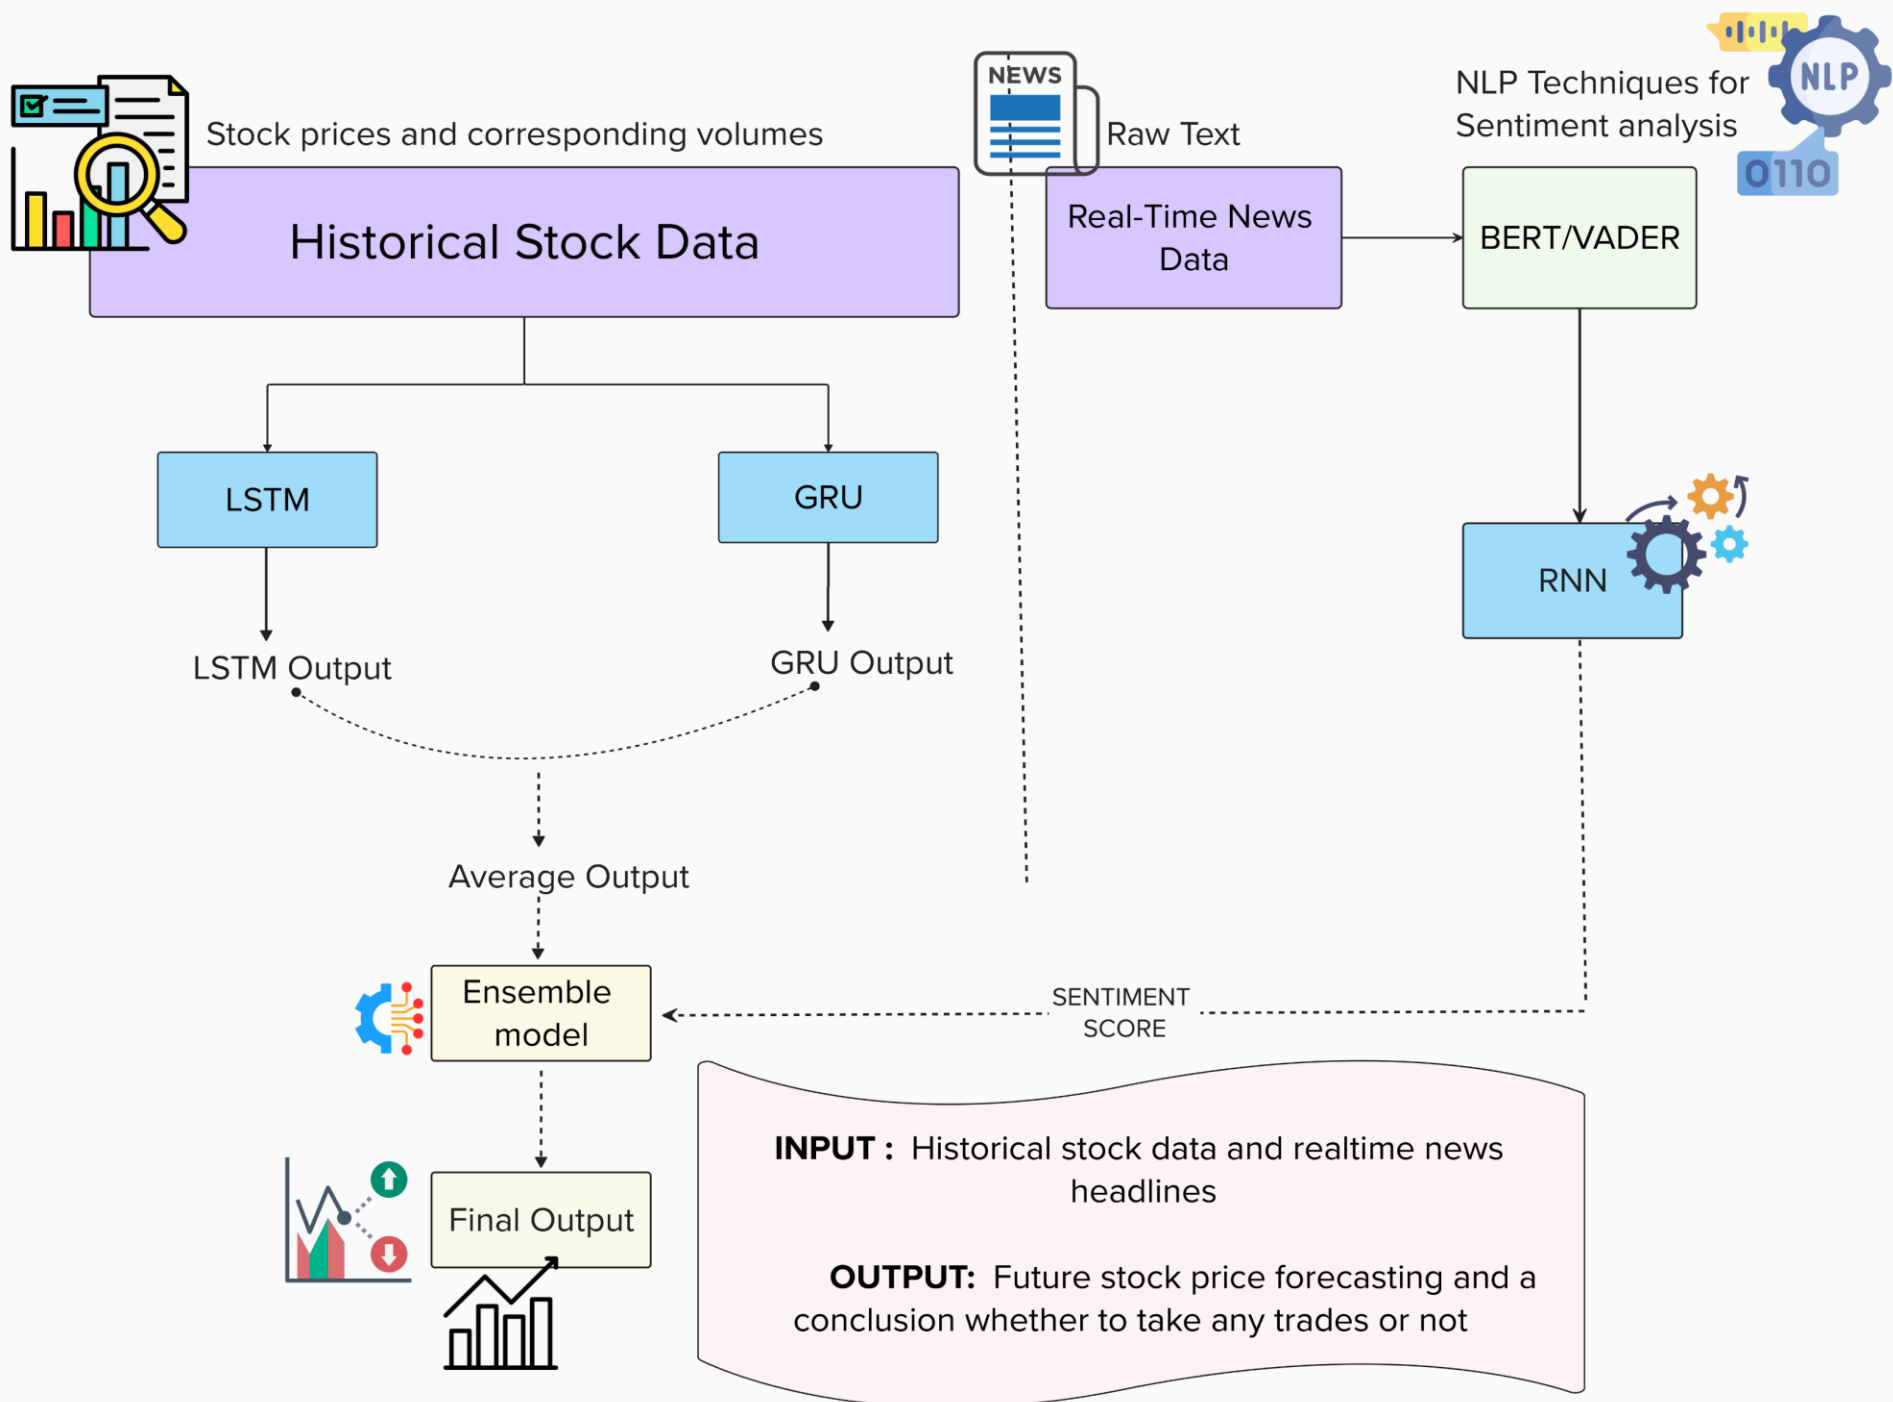 NLP
NEWS
NLP Techniques for
Sentiment analysis
Stock prices and corresponding volumes
Raw Text
0110
Historical Stock Data
Real-Time News
Data
BERT/VADER
LSTM
GRU
RNN
LSTM Output
GRU Output
Average Output
Ensemble
model
SENTIMENT
SCORE
INPUT : Historical stock data and realtime news
headlines
Final Output
OUTPUT: Future stock price forecasting and a
conclusion whether to take any trades or not